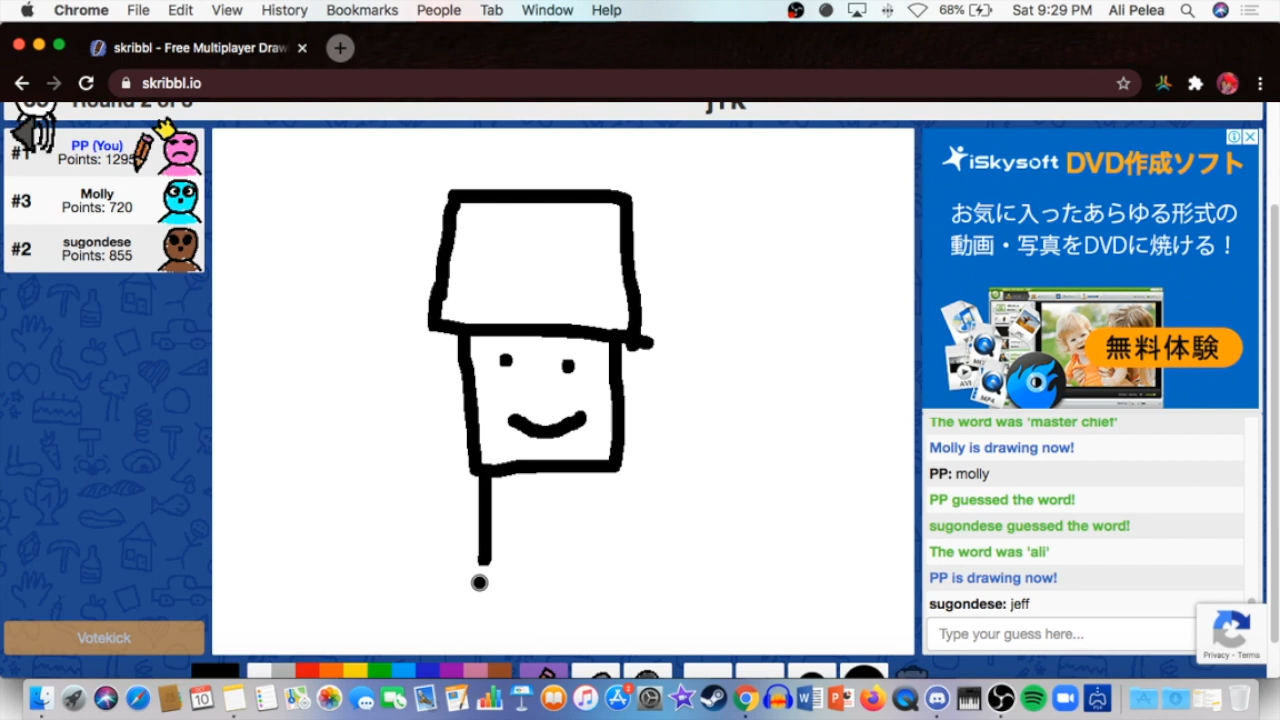 Chrome File Edit View History Bookmarks People Tab Window Help 68% Sat 9:29 PM Ali Pelea
skribbl - Free Multiplayer Draw
skribbl.io
Round 2 of
jfk
#1 PP (You)
Points: 1295
#3 Molly
Points: 720
#2 sugondese
Points: 855
Votekick
iSkysoft DVD作成ソフト
お気に入ったあらゆる形式の
動画・写真をDVDに焼ける！
無料体験
The word was 'master chief'
Molly is drawing now!
PP: molly
PP guessed the word!
sugondese guessed the word!
The word was 'ali'
PP is drawing now!
sugondese: jeff
Type your guess here...
Privacy - Terms